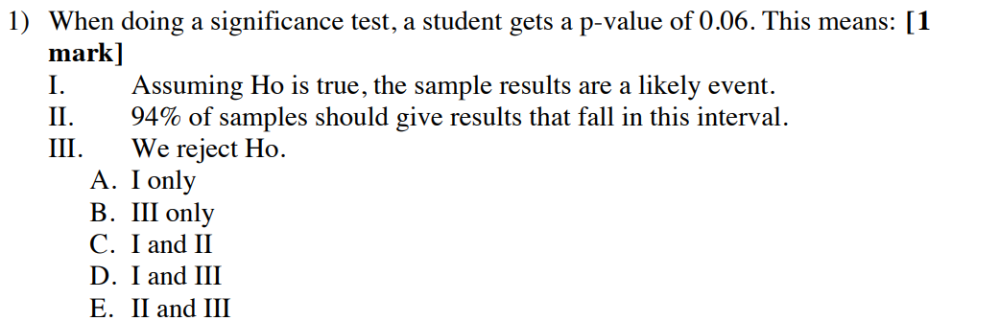 1) When doing a significance test, a student gets a p-value of 0.06. This means: [1
mark]
I. Assuming Ho is true, the sample results are a likely event.
II. 94% of samples should give results that fall in this interval.
III. We reject Ho.
A. I only
B. III only
C. I and II
D. I and III
E. II and III